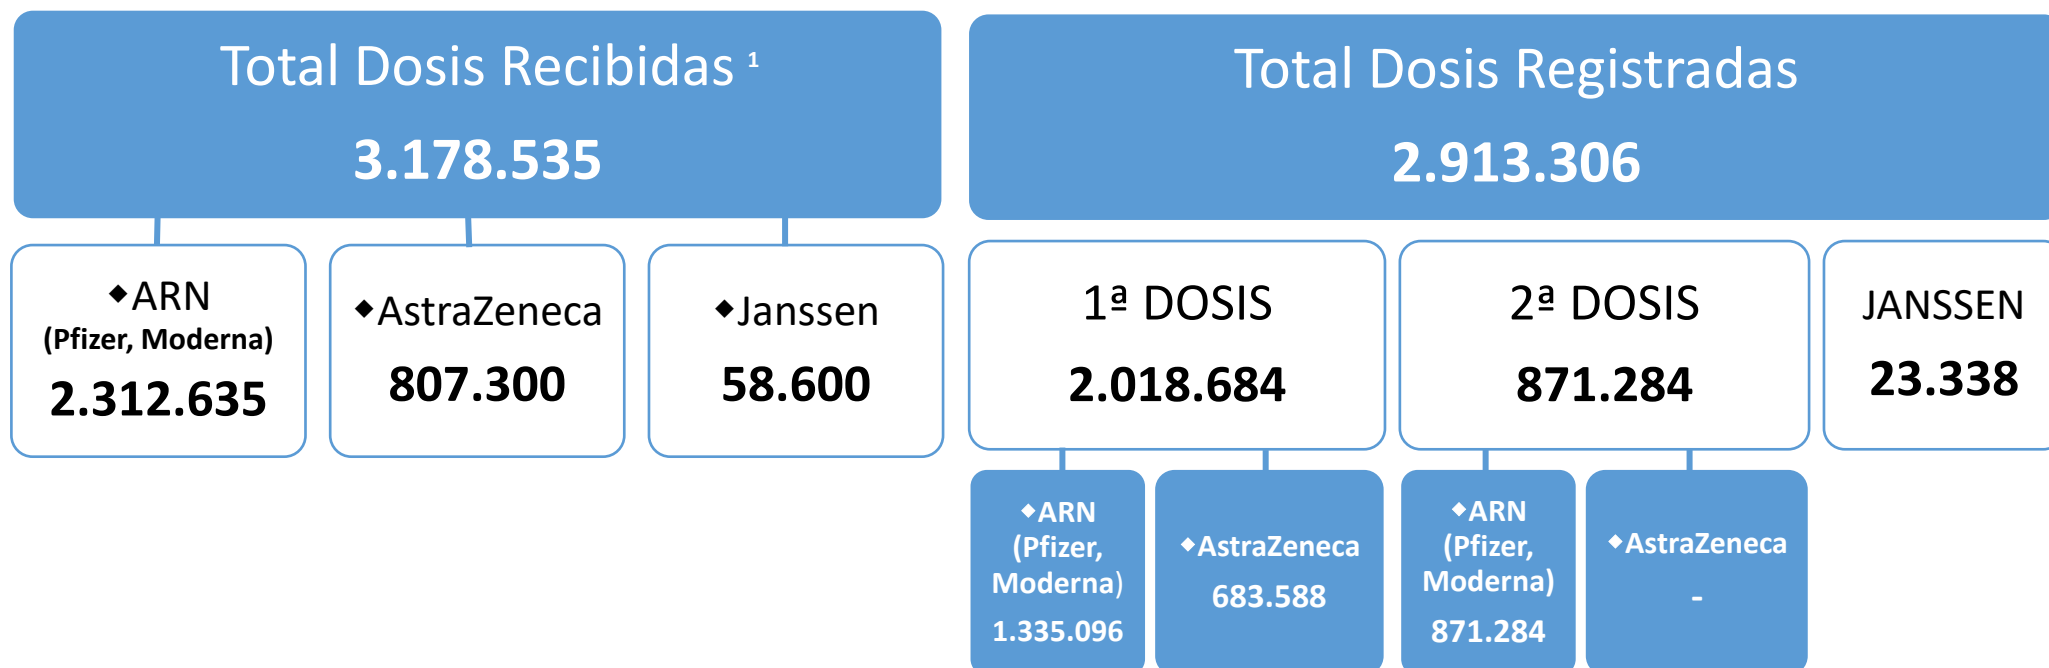 Total Dosis Recibidas ¹
3.178.535
◆ARN
(Pfizer, Moderna)
2.312.635
◆AstraZeneca
807.300
◆Janssen
58.600
Total Dosis Registradas
2.913.306
1ª DOSIS
2.018.684
2ª DOSIS
871.284
JANSSEN
23.338
◆ARN
(Pfizer,
Moderna)
1.335.096
◆AstraZeneca
683.588
◆ARN
(Pfizer,
Moderna)
871.284
◆AstraZeneca
-